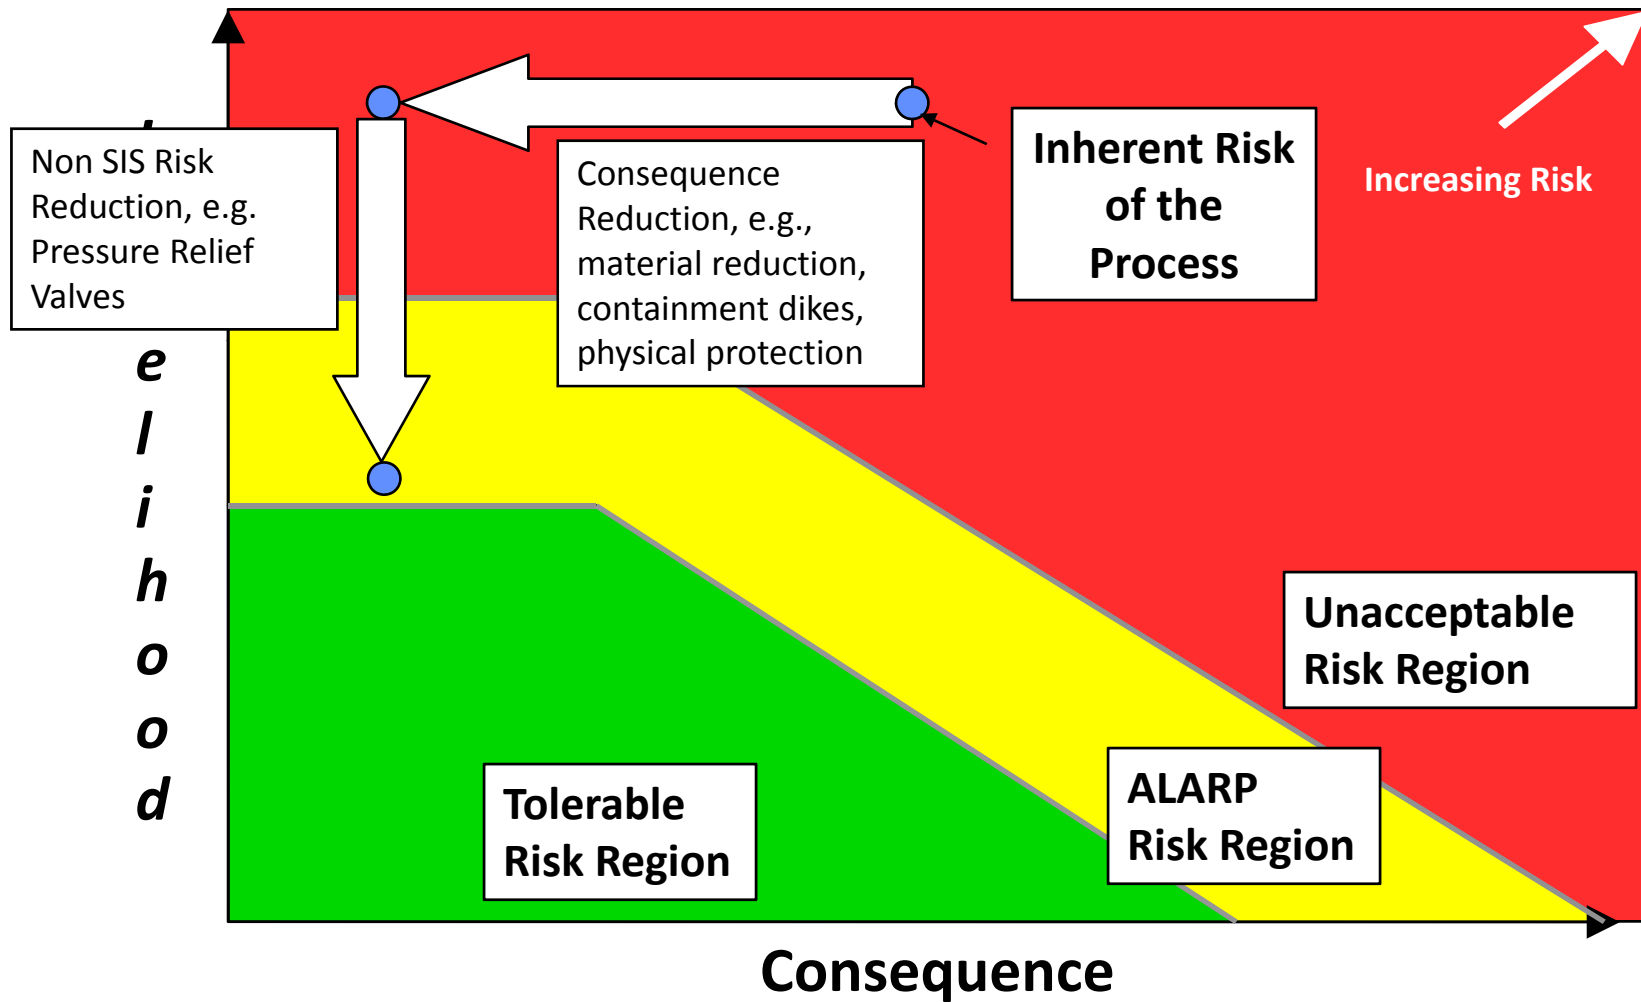 Non SIS Risk
Reduction, e.g.
Pressure Relief
Valves
Consequence
Reduction, e.g.,
material reduction,
containment dikes,
physical protection
Inherent Risk
of the
Process
Increasing Risk
e
l
i
h
o
o
d
Unacceptable
Risk Region
ALARP
Risk Region
Tolerable
Risk Region
Consequence